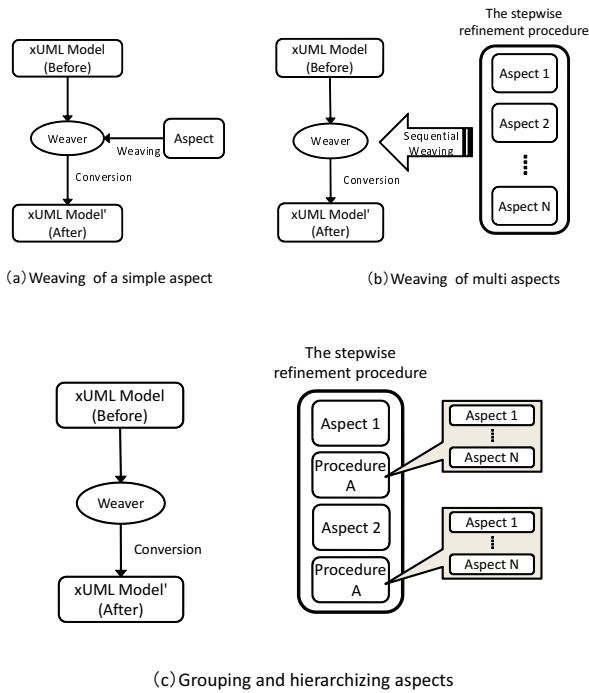 xUML Model
(Before)
Weaver
Aspect
Weaving
Conversion
xUML Model'
(After)
(a) Weaving of a simple aspect
The stepwise
refinement procedure
xUML Model
(Before)
Weaver
Sequential
Weaving
Conversion
xUML Model'
(After)
Aspect 1
Aspect 2
Aspect N
(b) Weaving of multi aspects
xUML Model
(Before)
Weaver
Conversion
xUML Model'
(After)
The stepwise
refinement procedure
Aspect 1
Procedure
A
Aspect 2
Procedure
A
Aspect 1
Aspect N
Aspect 1
Aspect N
(c) Grouping and hierarchizing aspects